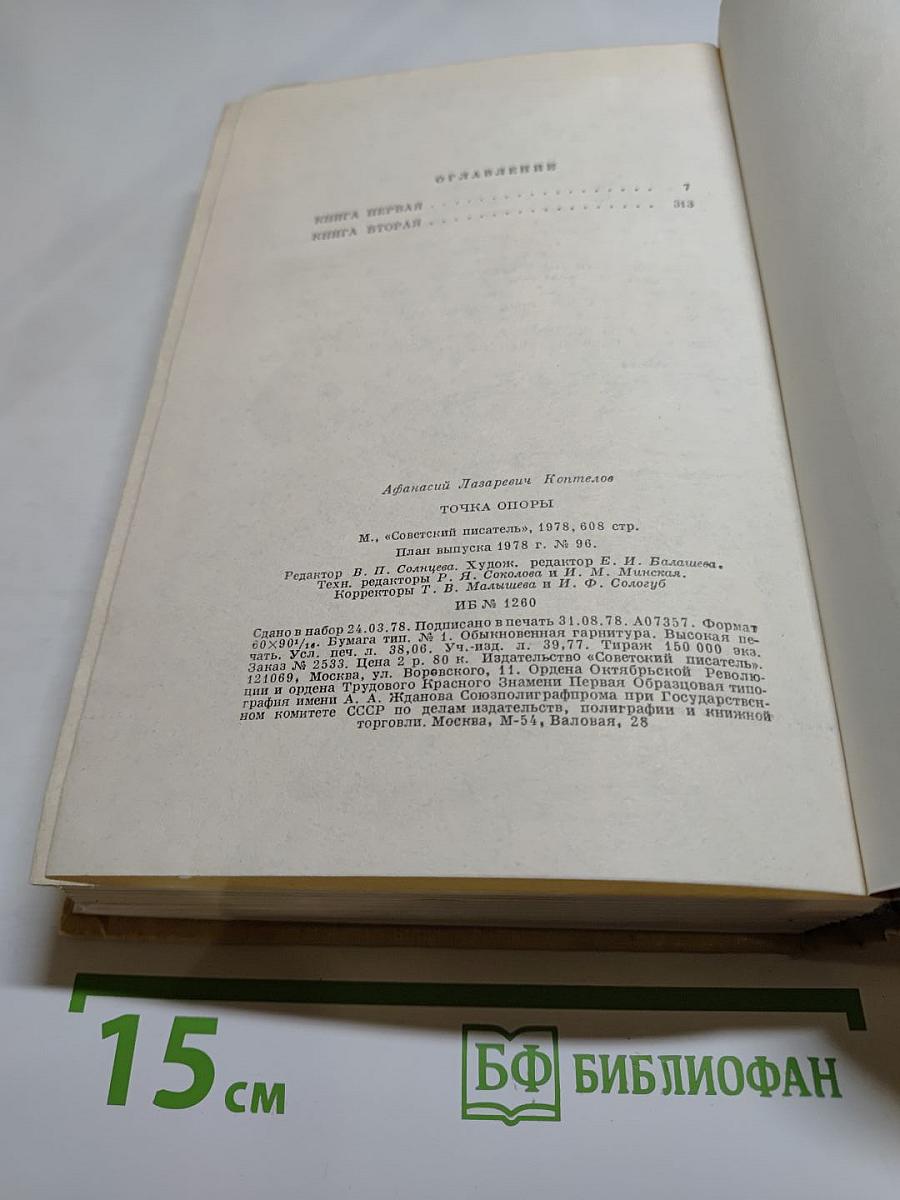 ОГЛАВЛЕНИЕ
КНИГА ПЕРВАЯ . . . . . . . . . . . . . . . . . . 7
КНИГА ВТОРАЯ . . . . . . . . . . . . . . . . . . 313
Афанасий Лазаревич Коптелов
ТОЧКА ОПОРЫ
М., «Советский писатель», 1978, 608 стр.
План выпуска 1978 г. № 96.
Редактор В. П. Солнцева. Худож. редактор Е. И. Балашева.
Техн. редакторы Р. Я. Соколова и И. М. Минская.
Корректоры Т. В. Малышева и И. Ф. Сологуб
ИБ № 1260
Сдано в набор 24.03.78. Подписано в печать 31.08.78. А07357. Формат
60×90¹/₁₆. Бумага тип. № 1. Обыкновенная гарнитура. Высокая пе-
чать. Усл. печ. л. 38,06. Уч.-изд. л. 39,77. Тираж 150 000 экз.
Заказ № 2533. Цена 2 р. 80 к. Издательство «Советский писатель».
121069, Москва, ул. Воровского, 11. Ордена Октябрьской Револю-
ции и ордена Трудового Красного Знамени Первая Образцовая типо-
графия имени А. А. Жданова Союзполиграфпрома при Государствен-
ном комитете СССР по делам издательств, полиграфии и книжной
торговли. Москва, М-54, Валовая, 28
15 см
БФ БИБЛИОФАН